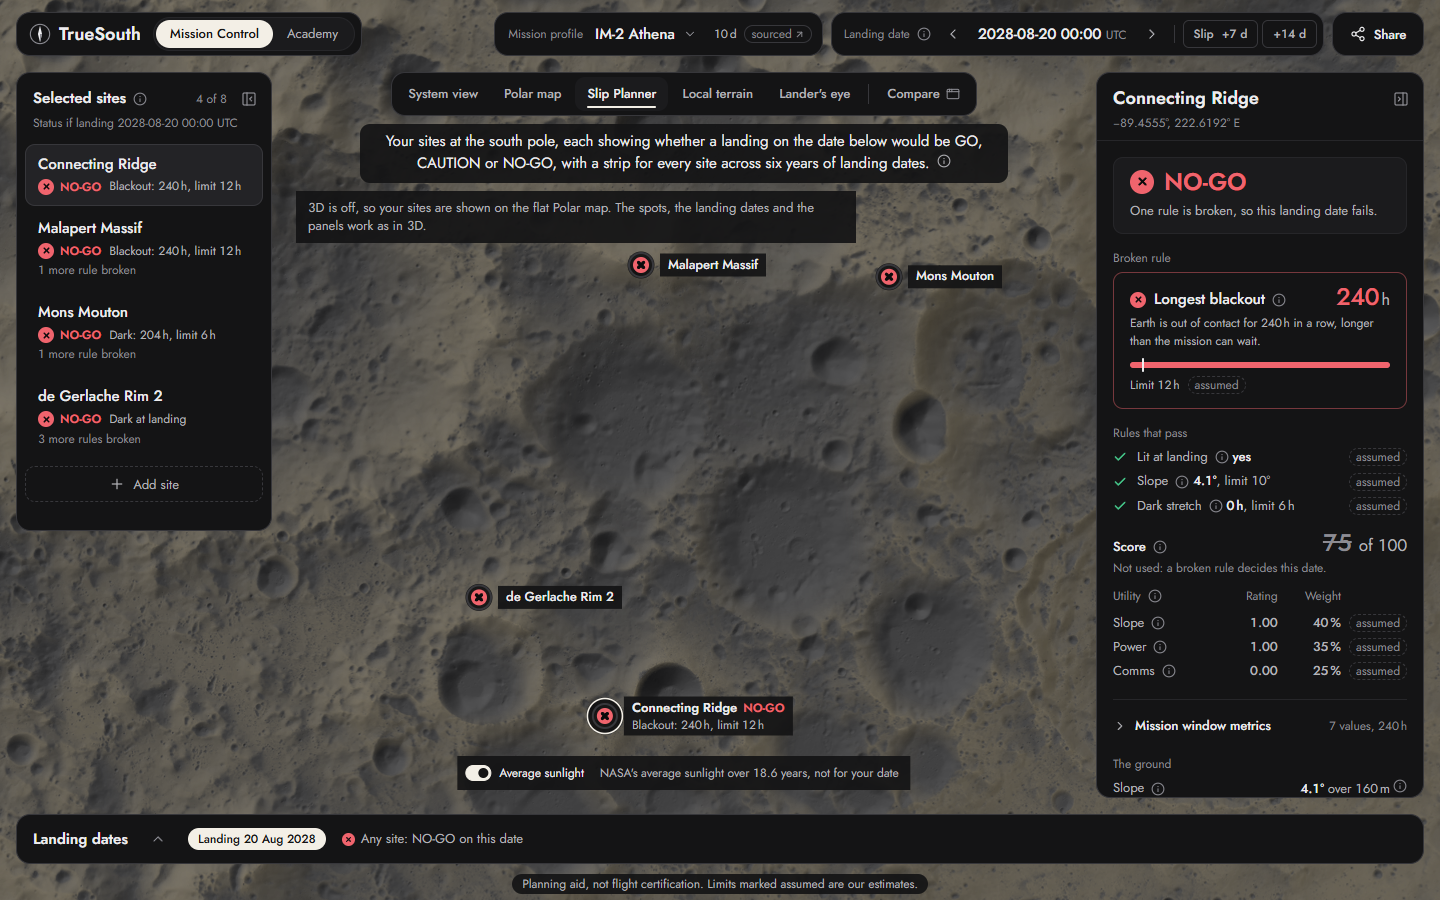 TrueSouth
Mission Control
Academy
Mission profile
IM-2 Athena
10 d
sourced ↗
Landing date
2028-08-20 00:00 UTC
Slip +7 d
+14 d
Share
Selected sites
4 of 8
Status if landing 2028-08-20 00:00 UTC
Connecting Ridge
NO-GO Blackout: 240 h, limit 12 h
Malapert Massif
NO-GO Blackout: 240 h, limit 12 h
1 more rule broken
Mons Mouton
NO-GO Dark: 204 h, limit 6 h
1 more rule broken
de Gerlache Rim 2
NO-GO Dark at landing
3 more rules broken
Add site
System view
Polar map
Slip Planner
Local terrain
Lander's eye
Compare
Your sites at the south pole, each showing whether a landing on the date below would be GO,
CAUTION or NO-GO, with a strip for every site across six years of landing dates.
3D is off, so your sites are shown on the flat Polar map. The spots, the landing dates and the
panels work as in 3D.
Malapert Massif
Mons Mouton
de Gerlache Rim 2
Connecting Ridge NO-GO
Blackout: 240 h, limit 12 h
Average sunlight
NASA's average sunlight over 18.6 years, not for your date
Connecting Ridge
−89.4555°, 222.6192° E
NO-GO
One rule is broken, so this landing date fails.
Broken rule
Longest blackout
240 h
Earth is out of contact for 240 h in a row, longer
than the mission can wait.
Limit 12 h assumed
Rules that pass
Lit at landing yes assumed
Slope 4.1°, limit 10° assumed
Dark stretch 0 h, limit 6 h assumed
Score 75 of 100
Not used: a broken rule decides this date.
Utility Rating Weight
Slope 1.00 40 % assumed
Power 1.00 35 % assumed
Comms 0.00 25 % assumed
Mission window metrics 7 values, 240 h
The ground
Slope 4.1° over 160 m
Landing dates
Landing 20 Aug 2028
Any site: NO-GO on this date
Planning aid, not flight certification. Limits marked assumed are our estimates.